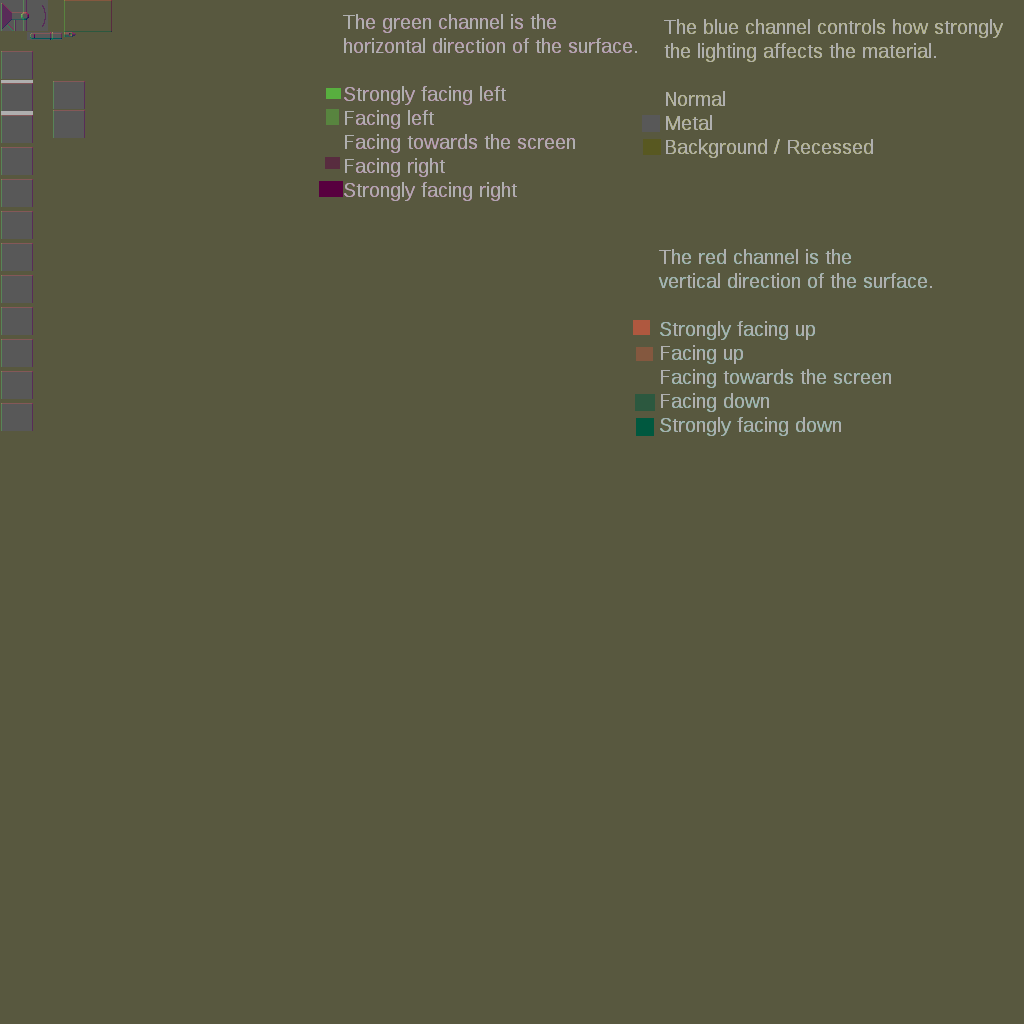 The green channel is the
horizontal direction of the surface.
Strongly facing left
Facing left
Facing towards the screen
Facing right
Strongly facing right
The blue channel controls how strongly
the lighting affects the material.
Normal
Metal
Background / Recessed
The red channel is the
vertical direction of the surface.
Strongly facing up
Facing up
Facing towards the screen
Facing down
Strongly facing down